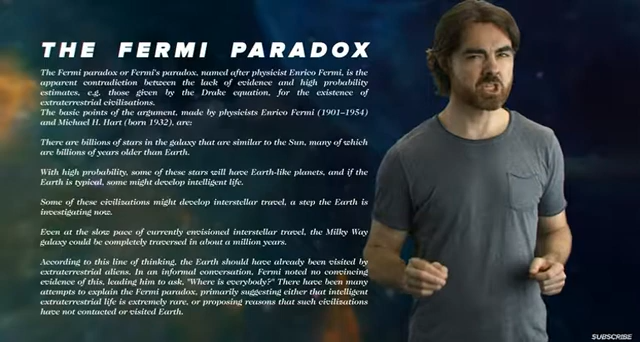 THE FERMI PARADOX
The Fermi paradox or Fermi's paradox, named after physicist Enrico Fermi, is the
apparent contradiction between the lack of evidence and high probability
estimates, e.g. those given by the Drake equation, for the existence of
extraterrestrial civilizations.
The basic points of the argument, made by physicists Enrico Fermi (1901–1954)
and Michael H. Hart (born 1932), are:
There are billions of stars in the galaxy that are similar to the Sun, many of which
are billions of years older than Earth.
With high probability, some of these stars will have Earth-like planets, and if the
Earth is typical, some might develop intelligent life.
Some of these civilizations might develop interstellar travel, a step the Earth is
investigating now.
Even at the slow pace of currently envisioned interstellar travel, the Milky Way
galaxy could be completely traversed in about a million years.
According to this line of thinking, the Earth should have already been visited by
extraterrestrial aliens. In an informal conversation, Fermi noted no convincing
evidence of this, leading him to ask, "Where is everybody?" There have been many
attempts to explain the Fermi paradox, primarily suggesting either that intelligent
extraterrestrial life is extremely rare, or proposing reasons that such civilizations
have not contacted or visited Earth.
SUBSCRIBE